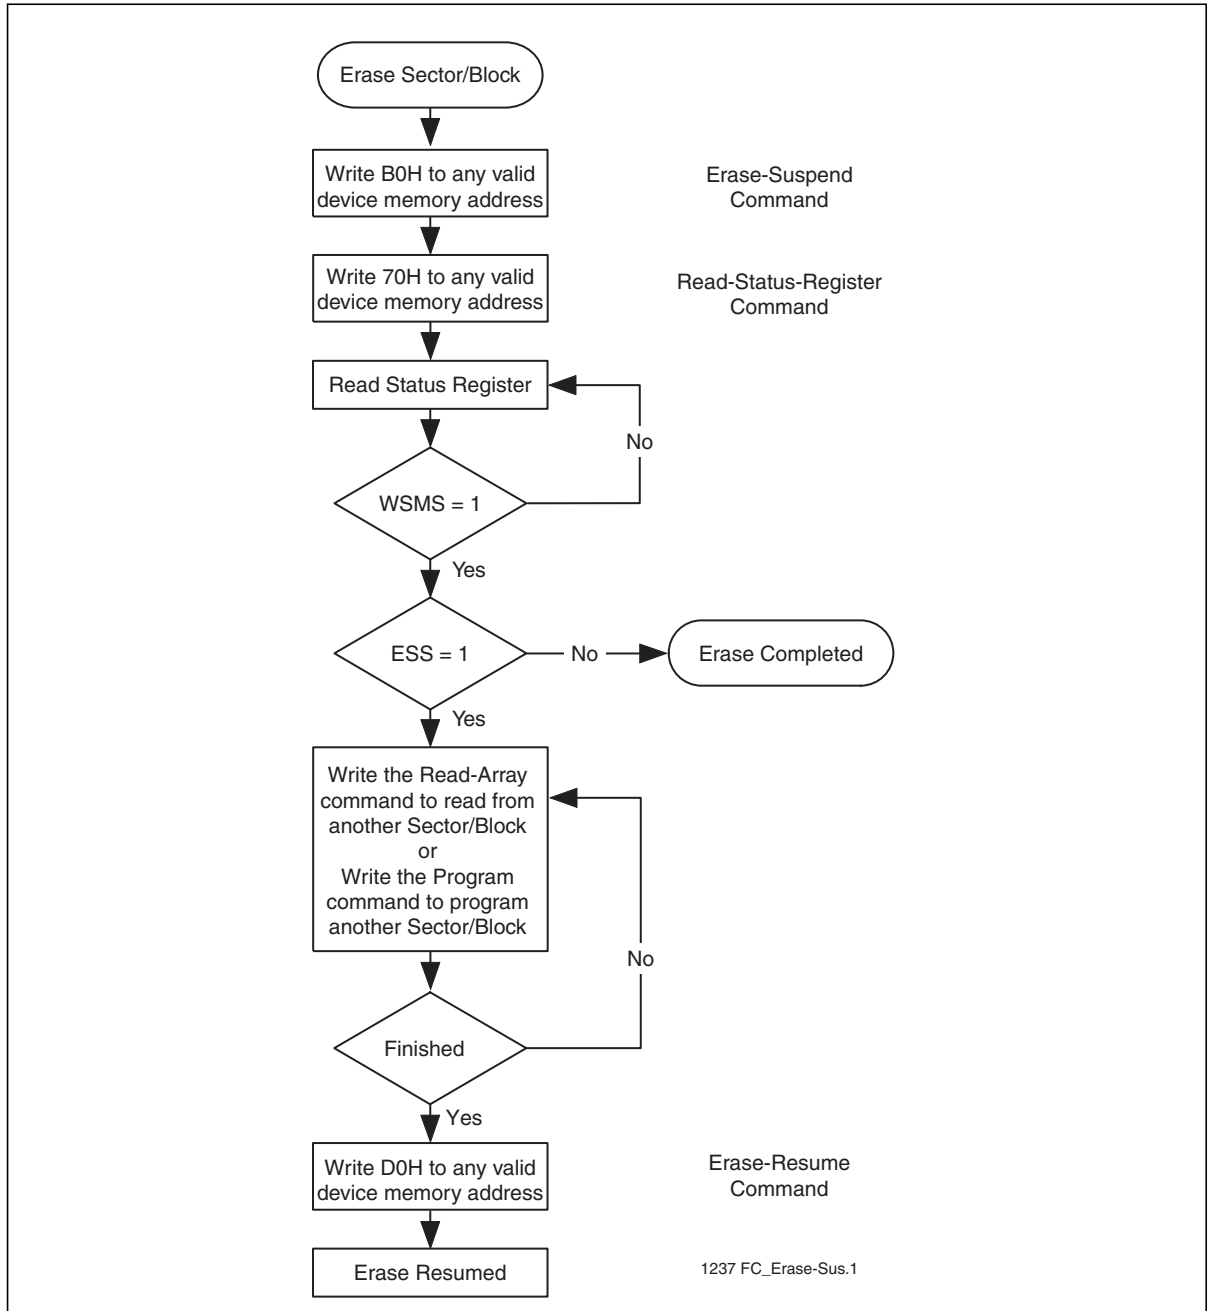 Erase Sector/Block
Write B0H to any valid
device memory address
Erase-Suspend
Command
Write 70H to any valid
device memory address
Read-Status-Register
Command
Read Status Register
No
WSMS = 1
Yes
ESS = 1
No
Erase Completed
Yes
Write the Read-Array
command to read from
another Sector/Block
or
Write the Program
command to program
another Sector/Block
No
Finished
Yes
Write D0H to any valid
device memory address
Erase-Resume
Command
Erase Resumed
1237 FC_Erase-Sus.1